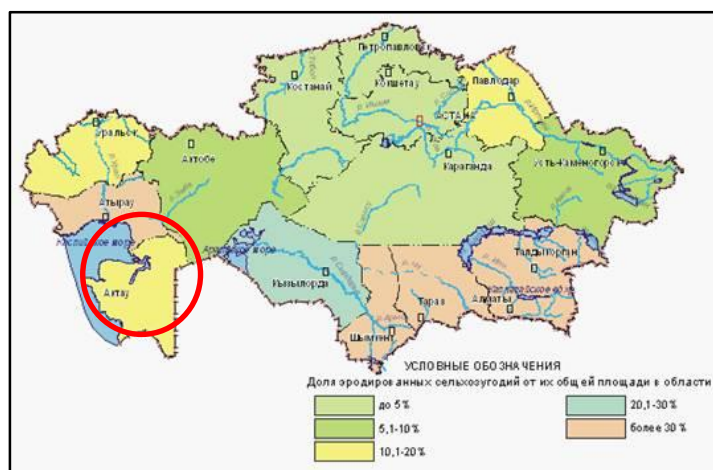 Петропавловск
Кокшетау
Костанай
Павлодар
р. Ишим
АСТАНА
Уральск
Актобе
Караганда
Усть-Каменогорск
Атырау
Каспийское море
Аральское море
Талдыкорган
Актау
Кызылорда
Тараз
Алматы
Шымкент
УСЛОВНЫЕ ОБОЗНАЧЕНИЯ
Доля эродированных сельхозугодий от их общей площади в области
до 5%
20,1-30%
5,1-10%
более 30%
10,1-20%